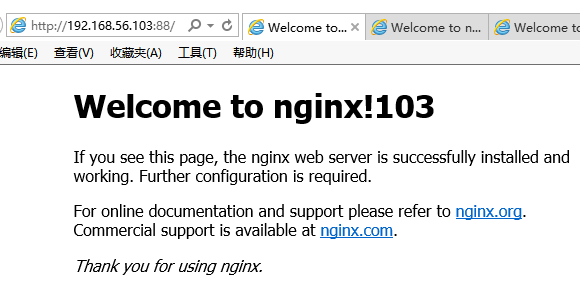 http://192.168.56.103:88/
Welcome to...
Welcome to n...
Welcome to
编辑(E) 查看(V) 收藏夹(A) 工具(T) 帮助(H)
Welcome to nginx!103
If you see this page, the nginx web server is successfully installed and
working. Further configuration is required.
For online documentation and support please refer to nginx.org.
Commercial support is available at nginx.com.
Thank you for using nginx.